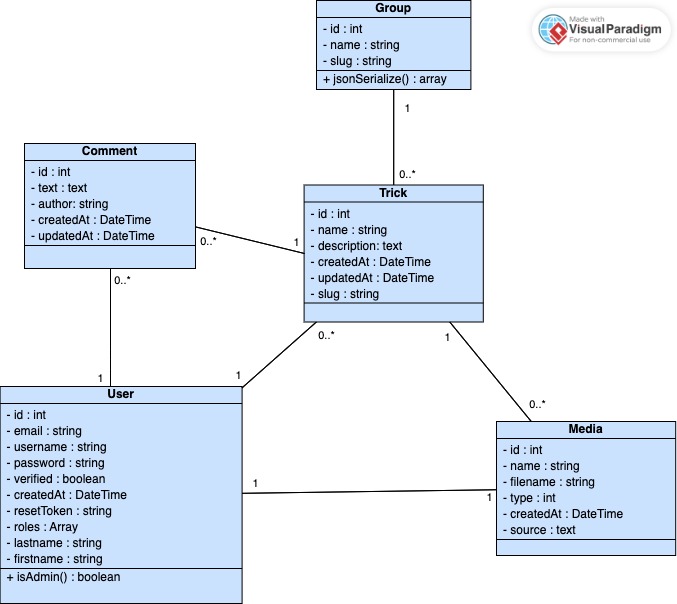 Group
- id : int
- name : string
- slug : string
+ jsonSerialize() : array
Made with
VisualParadigm
For non-commercial use
1
0..*
Comment
- id : int
- text : text
- author: string
- createdAt : DateTime
- updatedAt : DateTime
0..*
1
Trick
- id : int
- name : string
- description: text
- createdAt : DateTime
- updatedAt : DateTime
- slug : string
0..*
1
0..*
1
1
0..*
User
- id : int
- email : string
- username : string
- password : string
- verified : boolean
- createdAt : DateTime
- resetToken : string
- roles : Array
- lastname : string
- firstname : string
+ isAdmin() : boolean
1
1
Media
- id : int
- name : string
- filename : string
- type : int
- createdAt : DateTime
- source : text